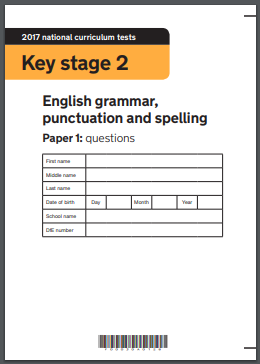 2017 national curriculum tests
Key stage 2
English grammar,
punctuation and spelling
Paper 1: questions
First name
Middle name
Last name
Date of birth Day Month Year
School name
DfE number